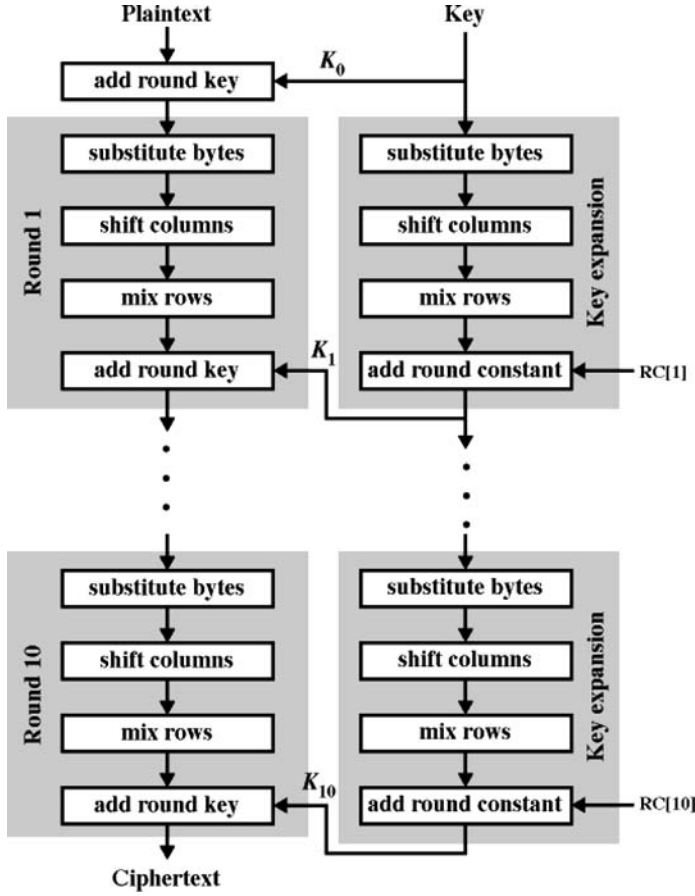 Plaintext
Key
K0
add round key
Round 1
substitute bytes
shift columns
mix rows
add round key
K1
substitute bytes
shift columns
mix rows
add round constant
Key expansion
RC[1]
Round 10
substitute bytes
shift columns
mix rows
add round key
K10
substitute bytes
shift columns
mix rows
add round constant
Key expansion
RC[10]
Ciphertext